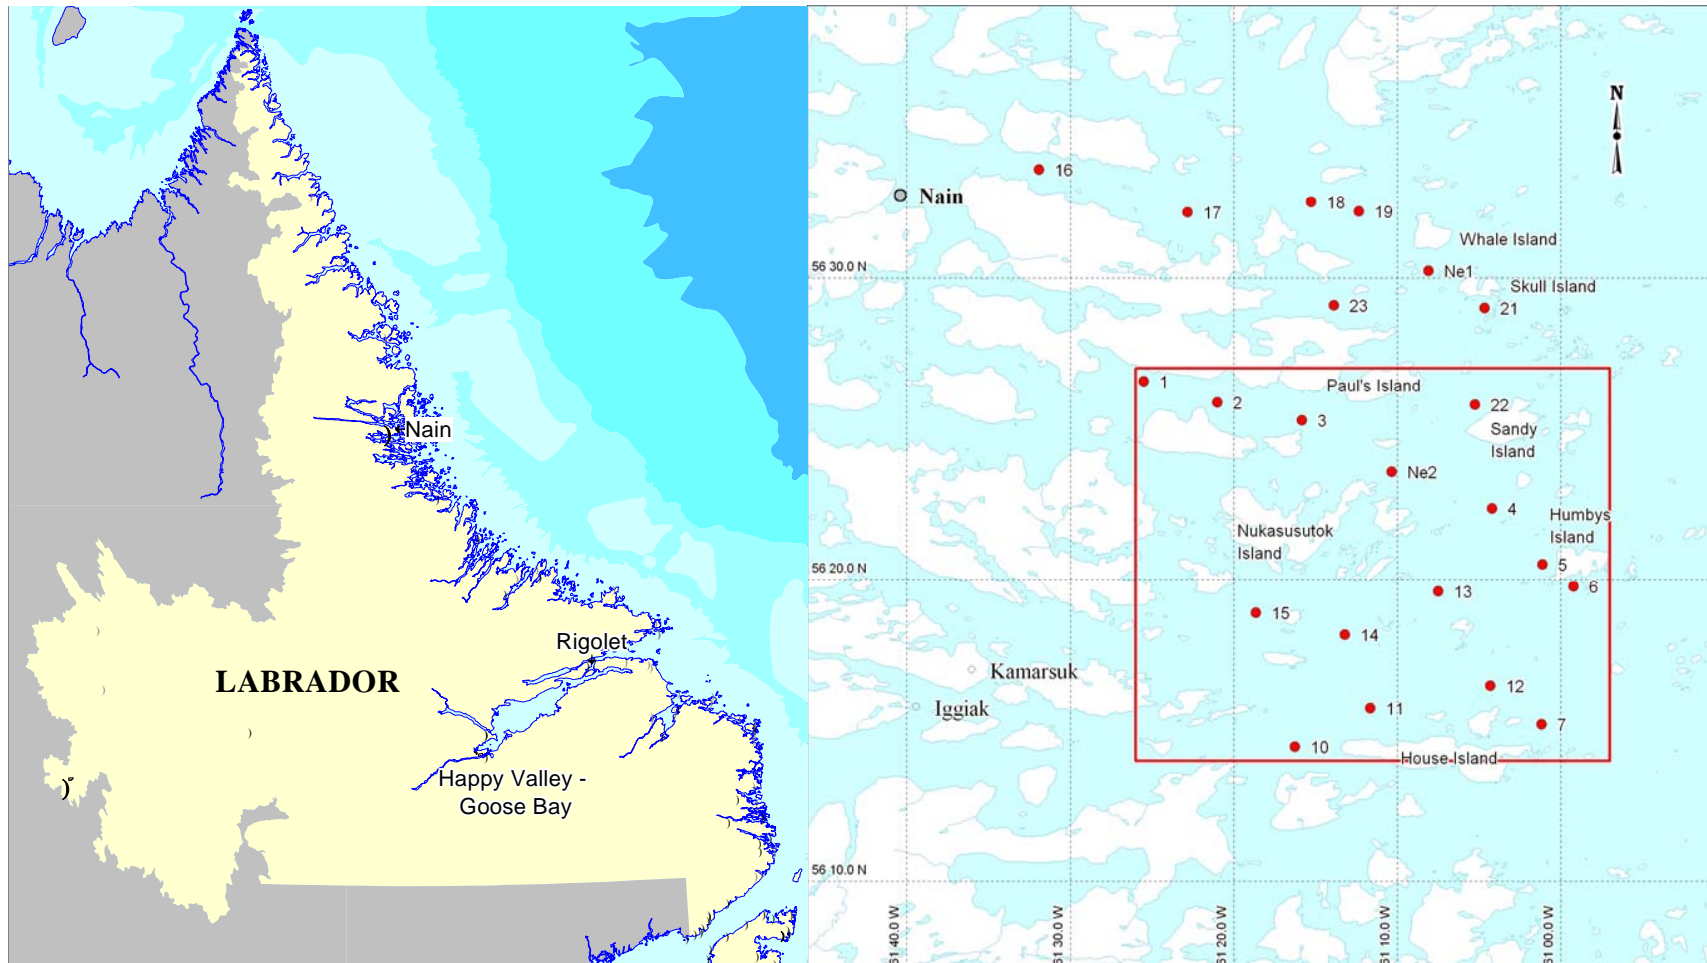 Nain
Rigolet
LABRADOR
Happy Valley -
Goose Bay
N
16
Nain
17
18
19
Whale Island
56 30.0 N
Ne1
Skull Island
23
21
1
Paul's Island
2
22
3
Sandy
Island
Ne2
4
Humbys
Island
Nukasusutok
Island
56 20.0 N
5
6
13
15
14
Kamarsuk
12
Iggiak
11
7
10
House Island
56 10.0 N
61 40.0 W
61 30.0 W
61 20.0 W
61 10.0 W
61 00.0 W